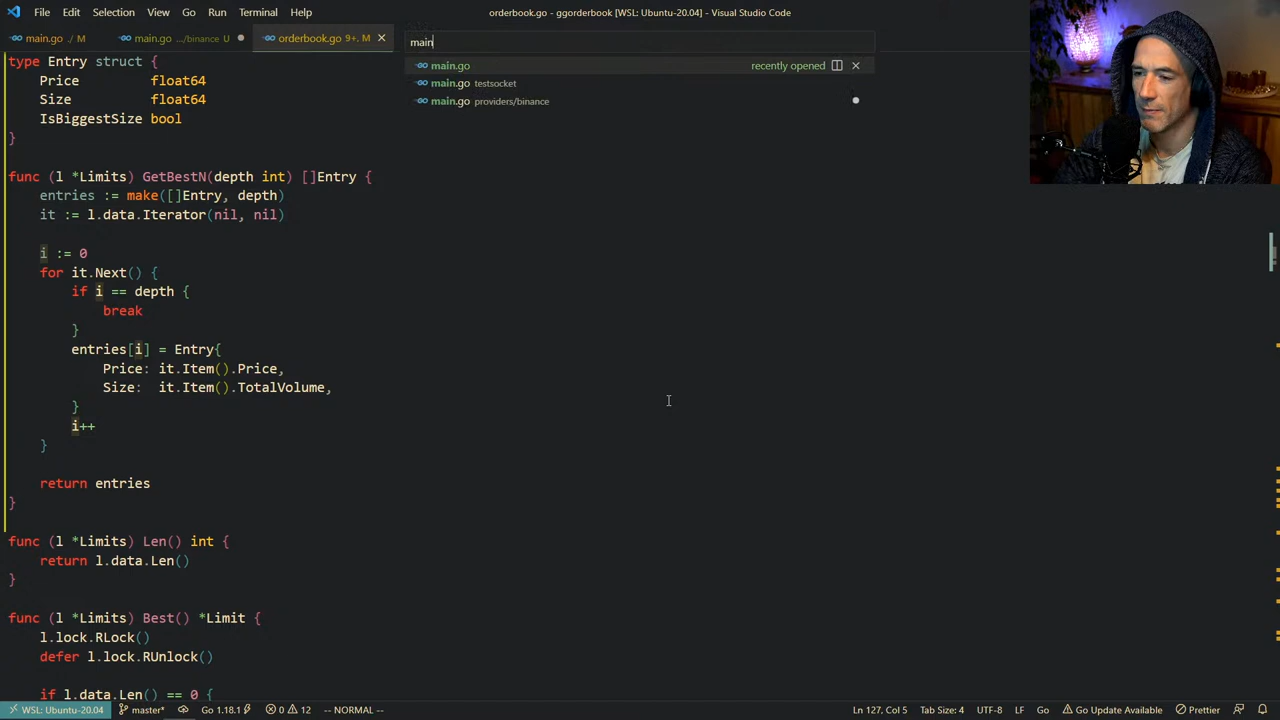 File Edit Selection View Go Run Terminal Help
orderbook.go - ggorderbook [WSL: Ubuntu-20.04] - Visual Studio Code
main.go ./ M
main.go .../binance U
orderbook.go 9+, M
main
main.go recently opened
main.go testsocket
main.go providers/binance
type Entry struct {
Price float64
Size float64
IsBiggestSize bool
}
func (l *Limits) GetBestN(depth int) []Entry {
entries := make([]Entry, depth)
it := l.data.Iterator(nil, nil)
i := 0
for it.Next() {
if i == depth {
break
}
entries[i] = Entry{
Price: it.Item().Price,
Size: it.Item().TotalVolume,
}
i++
}
return entries
}
func (l *Limits) Len() int {
return l.data.Len()
}
func (l *Limits) Best() *Limit {
l.lock.RLock()
defer l.lock.RUnlock()
if l.data.Len() == 0 {
WSL: Ubuntu-20.04 master* Go 1.18.1 0 12 -- NORMAL -- Ln 127, Col 5 Tab Size: 4 UTF-8 LF Go Go Update Available Prettier